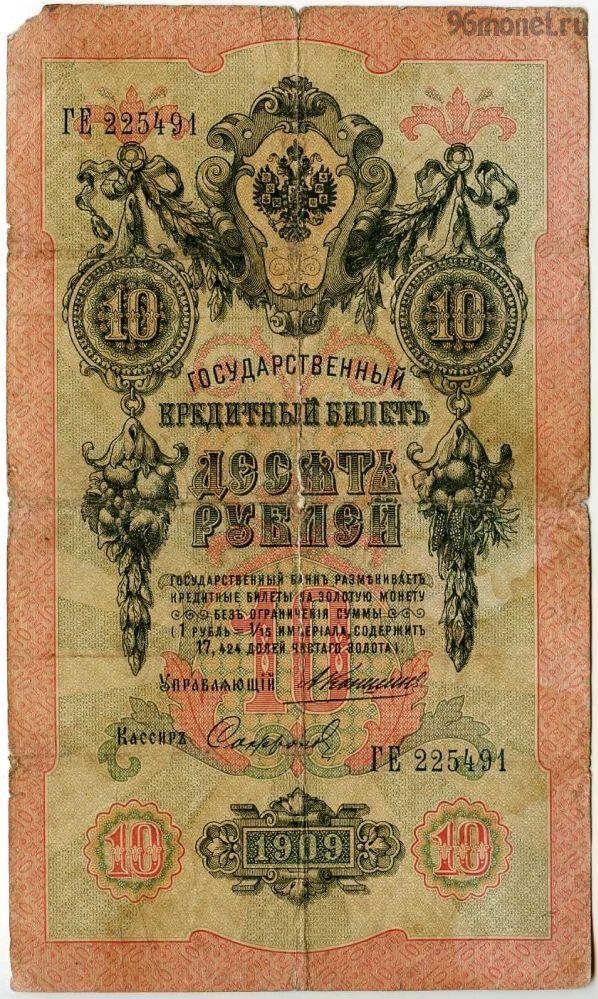 96monet.ru
ГЕ 225491
10 10
ГОСУДАРСТВЕННЫЙ
КРЕДИТНЫЙ БИЛЕТЪ
ДЕСЯТЬ
РУБЛЕЙ
ГОСУДАРСТВЕННЫЙ БАНКЪ РАЗМѢНИВАЕТЪ
КРЕДИТНЫЕ БИЛЕТЫ НА ЗОЛОТУЮ МОНЕТУ
БЕЗЪ ОГРАНИЧЕНІЯ СУММЫ
(1 РУБЛЬ = 1/15 ИМПЕРІАЛА, СОДЕРЖИТЪ
17,424 ДОЛЕЙ ЧИСТАГО ЗОЛОТА).
10
УПРАВЛЯЮЩІЙ
КАССИРЪ Софронов
ГЕ 225491
10 1909 10